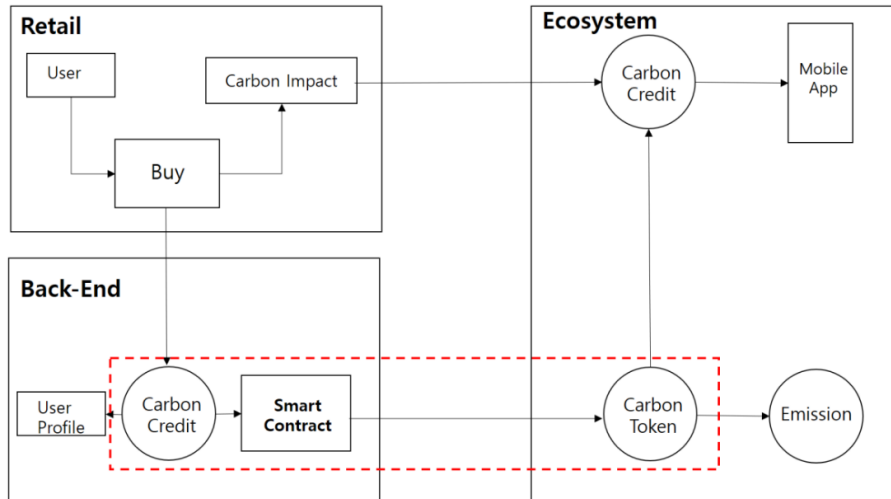 Retail
User
Carbon Impact
Buy
Ecosystem
Carbon
Credit
Mobile
App
Back-End
User
Profile
Carbon
Credit
Smart
Contract
Carbon
Token
Emission